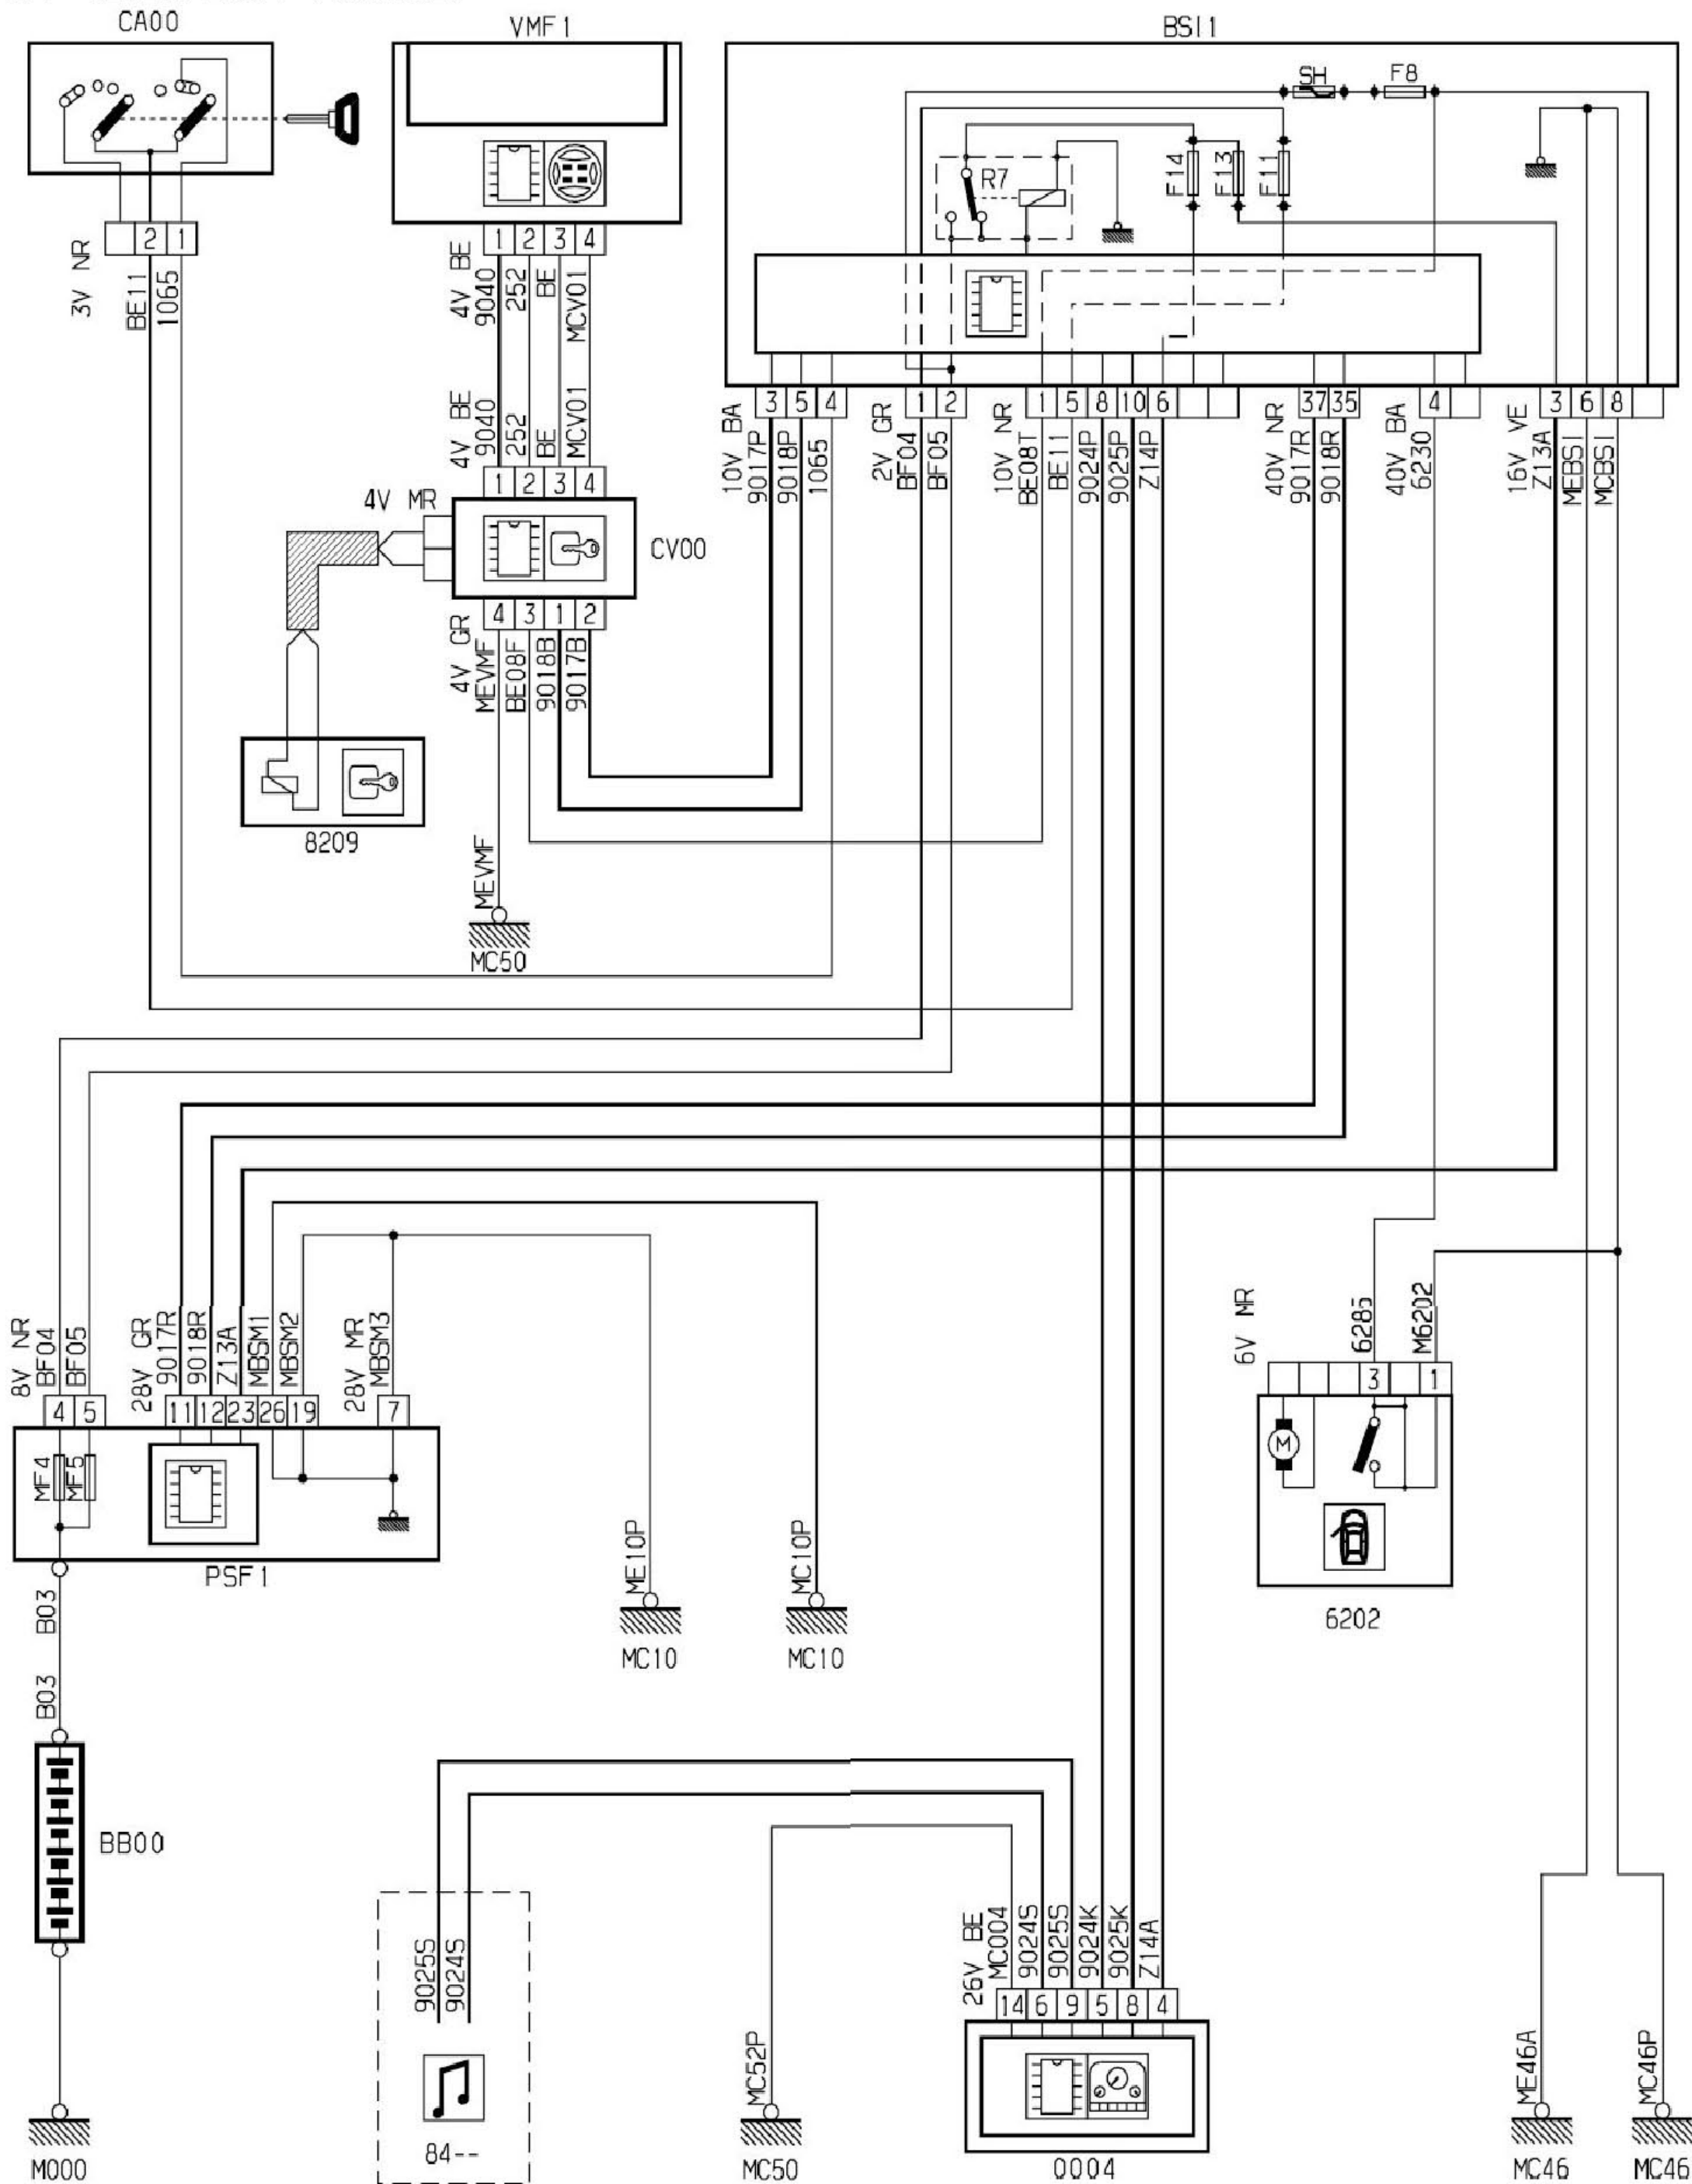 CA00
VMF1
BSI1
SH
F8
R7
F14
F13
F11
2 1
3V NR
BE11
1065
1 2 3 4
4V BE
9040
252
BE
MCV01
4V BE
9040
252
BE
MCV01
1 2 3 4
4V MR
CV00
4 3 1 2
4V GR
MEVMF
BE08F
9018B
9017B
MEVMF
MC50
8209
3 5 4
10V BA
9017P
9018P
1065
1 2
2V GR
BF04
BF05
1 5 8 10 6
10V NR
BE08T
BE11
9024P
9025P
Z14P
37 35
40V NR
9017R
9018R
4
40V BA
6230
3 6 8
16V VE
Z13A
MEBSI
MCBSI
8V NR
BF04
BF05
28V GR
9017R
9018R
Z13A
MBSM1
MBSM2
28V MR
MBSM3
4 5 11 12 23 26 19 7
MF4
MF5
PSF1
B03
B03
BB00
M000
ME10P
MC10
MC10P
MC10
6V MR
6285
M6202
3 1
M
6202
9025S
9024S
84--
MC52P
MC50
26V BE
MC004
9024S
9025S
9024K
9025K
Z14A
14 6 9 5 8 4
0004
ME46A
MC46
MC46P
MC46